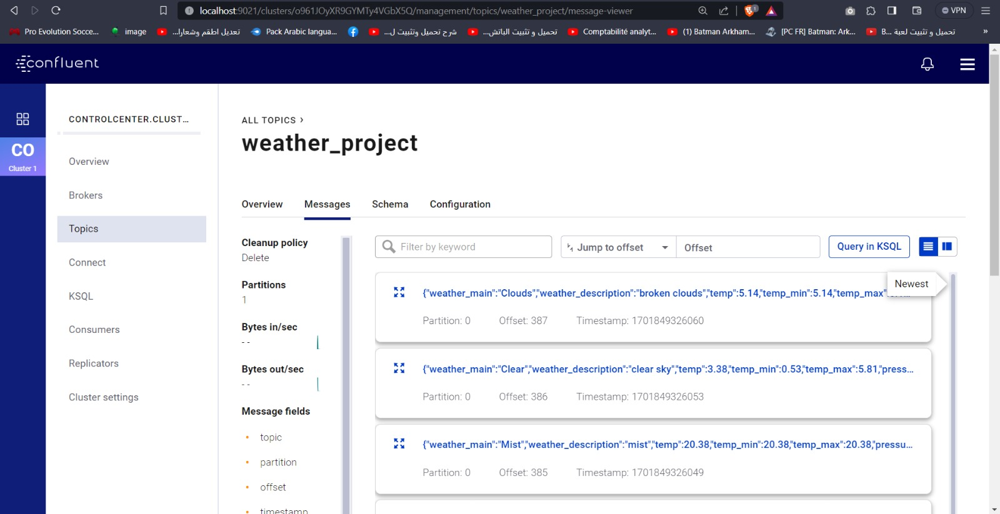 localhost:9021/clusters/o961JOyXR9GYMTy4VGbX5Q/management/topics/weather_project/message-viewer
1
VPN
Pro Evolution Socce...
image
تعديل اطقم وشعارا...
Pack Arabic langua...
شرح تحميل وتثبيت ل...
تحميل و تثبيت الباتش...
Comptabilité analyt...
(1) Batman Arkham...
[PC FR] Batman: Ark...
تحميل و تثبيت لعبة B...
»
confluent
CO
Cluster 1
CONTROLCENTER.CLUST...
Overview
Brokers
Topics
Connect
KSQL
Consumers
Replicators
Cluster settings
ALL TOPICS ›
weather_project
Overview Messages Schema Configuration
Cleanup policy
Delete
Partitions
1
Bytes in/sec
--
Bytes out/sec
--
Message fields
• topic
• partition
• offset
• timestamp
Filter by keyword
Jump to offset
Offset
Query in KSQL
Newest
{"weather_main":"Clouds","weather_description":"broken clouds","temp":5.14,"temp_min":5.14,"temp_max"
Partition: 0 Offset: 387 Timestamp: 1701849326060
{"weather_main":"Clear","weather_description":"clear sky","temp":3.38,"temp_min":0.53,"temp_max":5.81,"press...
Partition: 0 Offset: 386 Timestamp: 1701849326053
{"weather_main":"Mist","weather_description":"mist","temp":20.38,"temp_min":20.38,"temp_max":20.38,"pressu...
Partition: 0 Offset: 385 Timestamp: 1701849326049